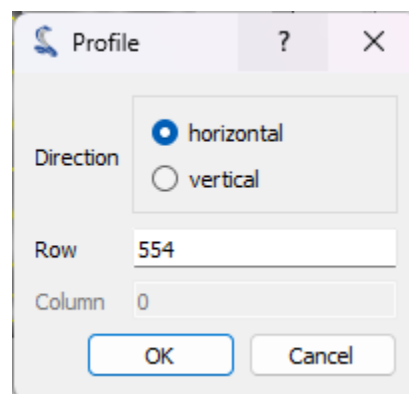 Profile ?
horizontal
Direction
vertical
Row 554
Column 0
OK Cancel